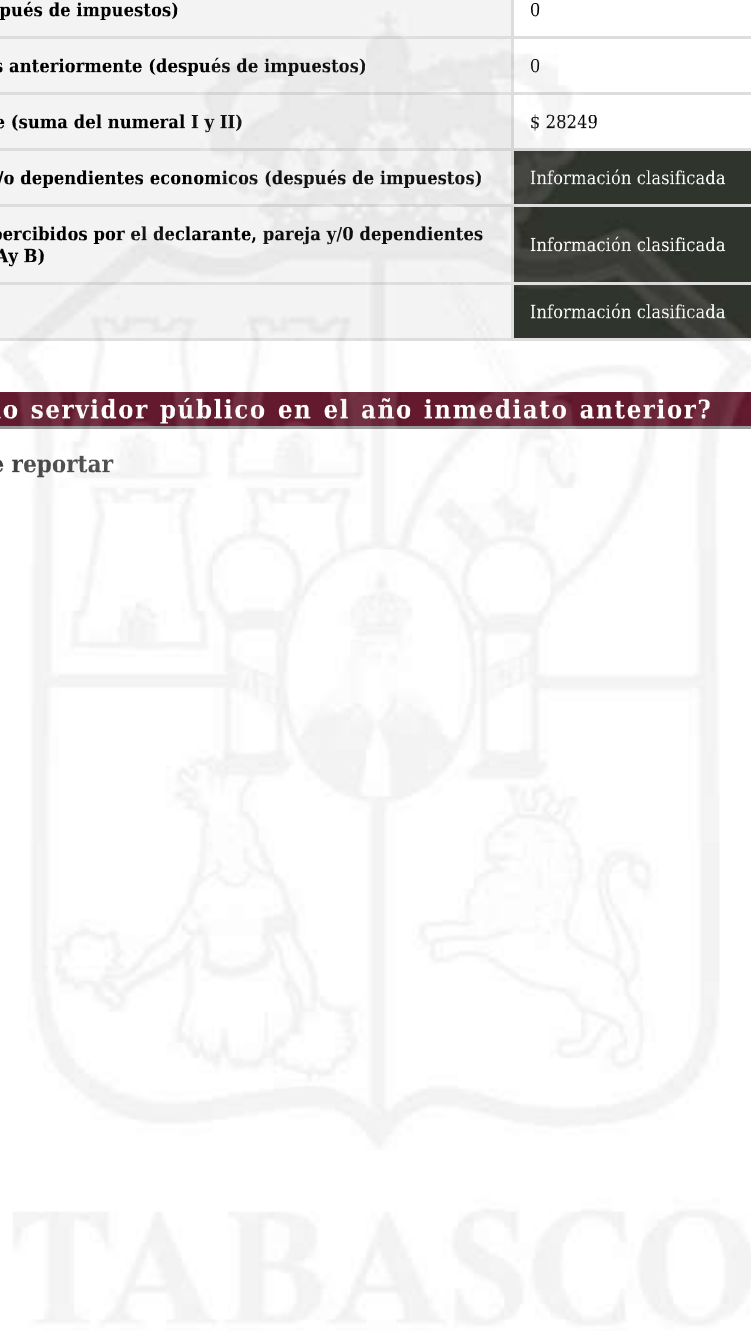 pués de impuestos) 0
s anteriormente (después de impuestos) 0
e (suma del numeral I y II) $ 28249
/o dependientes economicos (después de impuestos) Información clasificada
percibidos por el declarante, pareja y/0 dependientes Información clasificada
Ay B)
Información clasificada
o servidor público en el año inmediato anterior?
e reportar
TABASCO